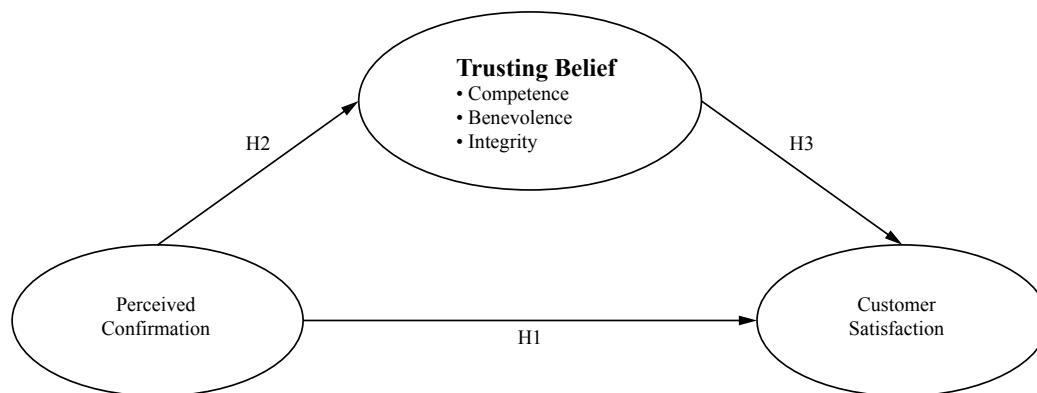 Trusting Belief
• Competence
• Benevolence
• Integrity
H2
H3
Perceived
Confirmation
Customer
Satisfaction
H1